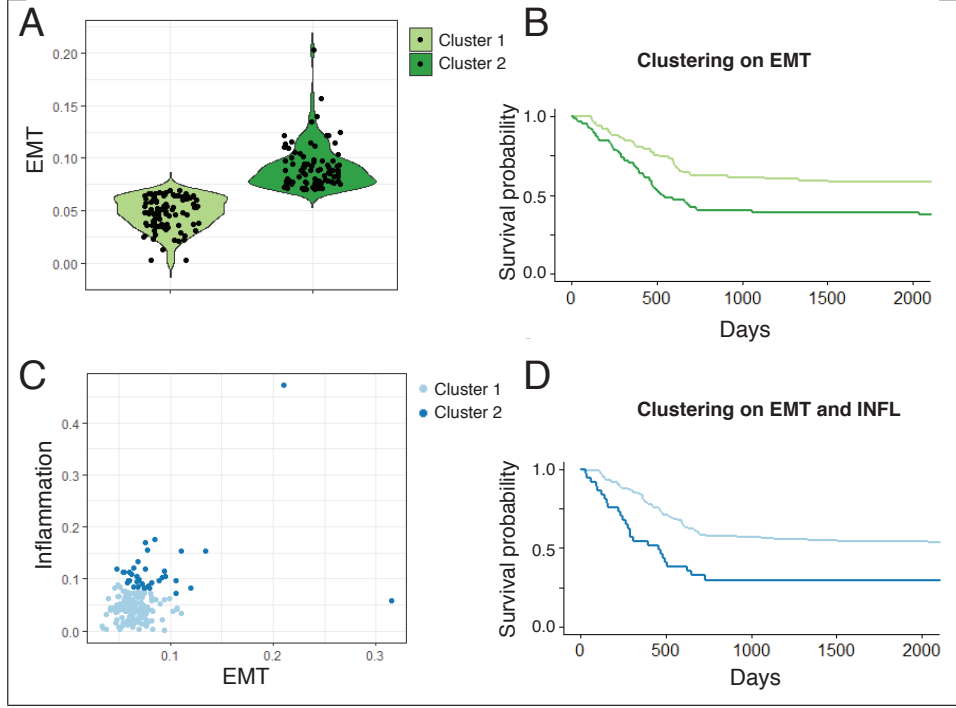 A
EMT
0.20
0.15
0.10
0.05
0.00
Cluster 1
Cluster 2
B
Clustering on EMT
Survival probability
1.0
0.5
0.0
0
500
1000
1500
2000
Days
C
Inflammation
0.4
0.3
0.2
0.1
0.0
0.1
0.2
0.3
EMT
Cluster 1
Cluster 2
D
Clustering on EMT and INFL
Survival probability
1.0
0.5
0.0
0
500
1000
1500
2000
Days